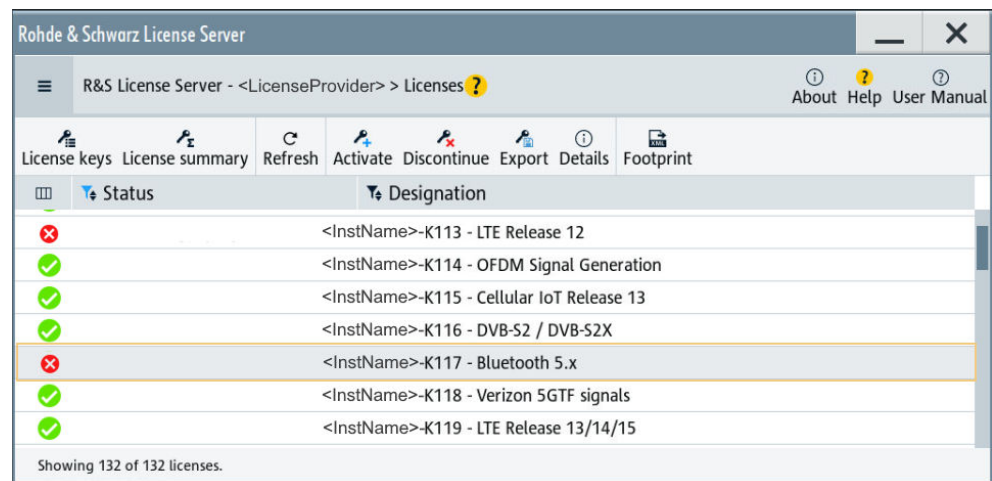 Rohde & Schwarz License Server
R&S License Server - <LicenseProvider> > Licenses ?
About Help User Manual
License keys License summary Refresh Activate Discontinue Export Details Footprint
Status Designation
<InstName>-K113 - LTE Release 12
<InstName>-K114 - OFDM Signal Generation
<InstName>-K115 - Cellular IoT Release 13
<InstName>-K116 - DVB-S2 / DVB-S2X
<InstName>-K117 - Bluetooth 5.x
<InstName>-K118 - Verizon 5GTF signals
<InstName>-K119 - LTE Release 13/14/15
Showing 132 of 132 licenses.